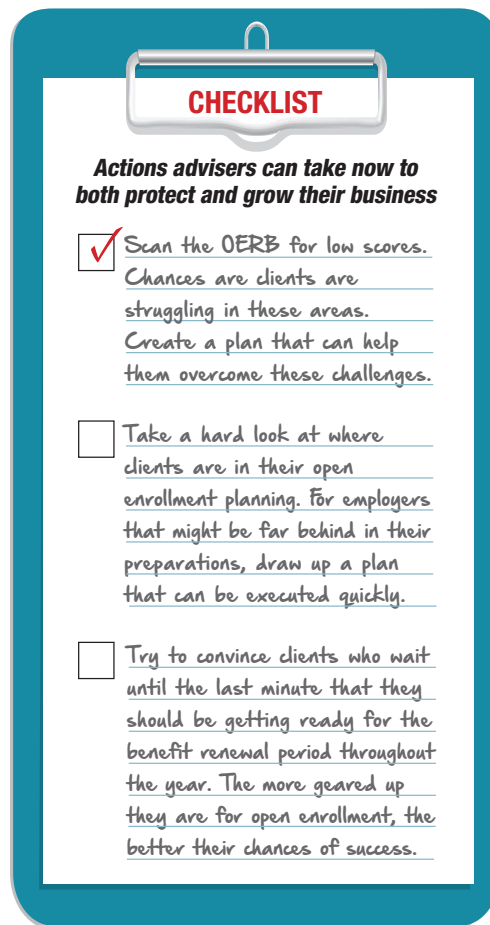 CHECKLIST
Actions advisers can take now to
both protect and grow their business
Scan the OERB for low scores.
Chances are clients are
struggling in these areas.
Create a plan that can help
them overcome these challenges.
Take a hard look at where
clients are in their open
enrollment planning. For employers
that might be far behind in their
preparations, draw up a plan
that can be executed quickly.
Try to convince clients who wait
until the last minute that they
should be getting ready for the
benefit renewal period throughout
the year. The more geared up
they are for open enrollment, the
better their chances of success.